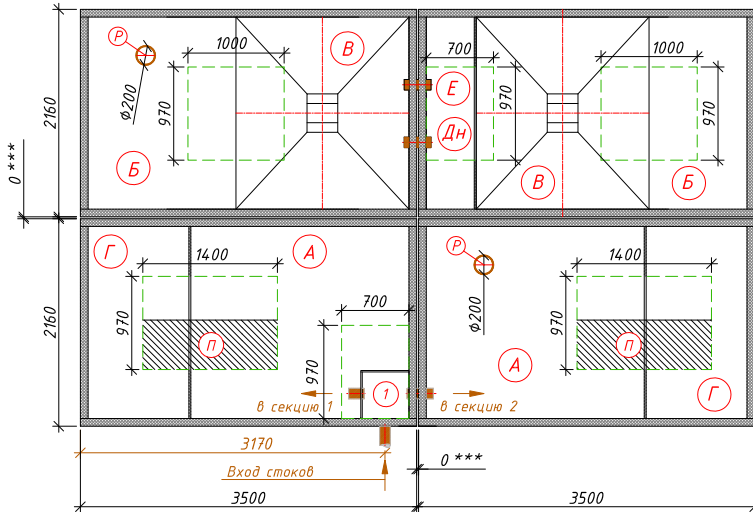 Р
1000
В
700
1000
2160
970
Е
970
970
Ф200
Дн
0 ***
Б
В
Б
Г
А
Р
1400
1400
2160
970
700
Ф200
970
П
П
970
А
1
Г
в секцию 1
в секцию 2
3170
Вход стоков
0 ***
3500
3500